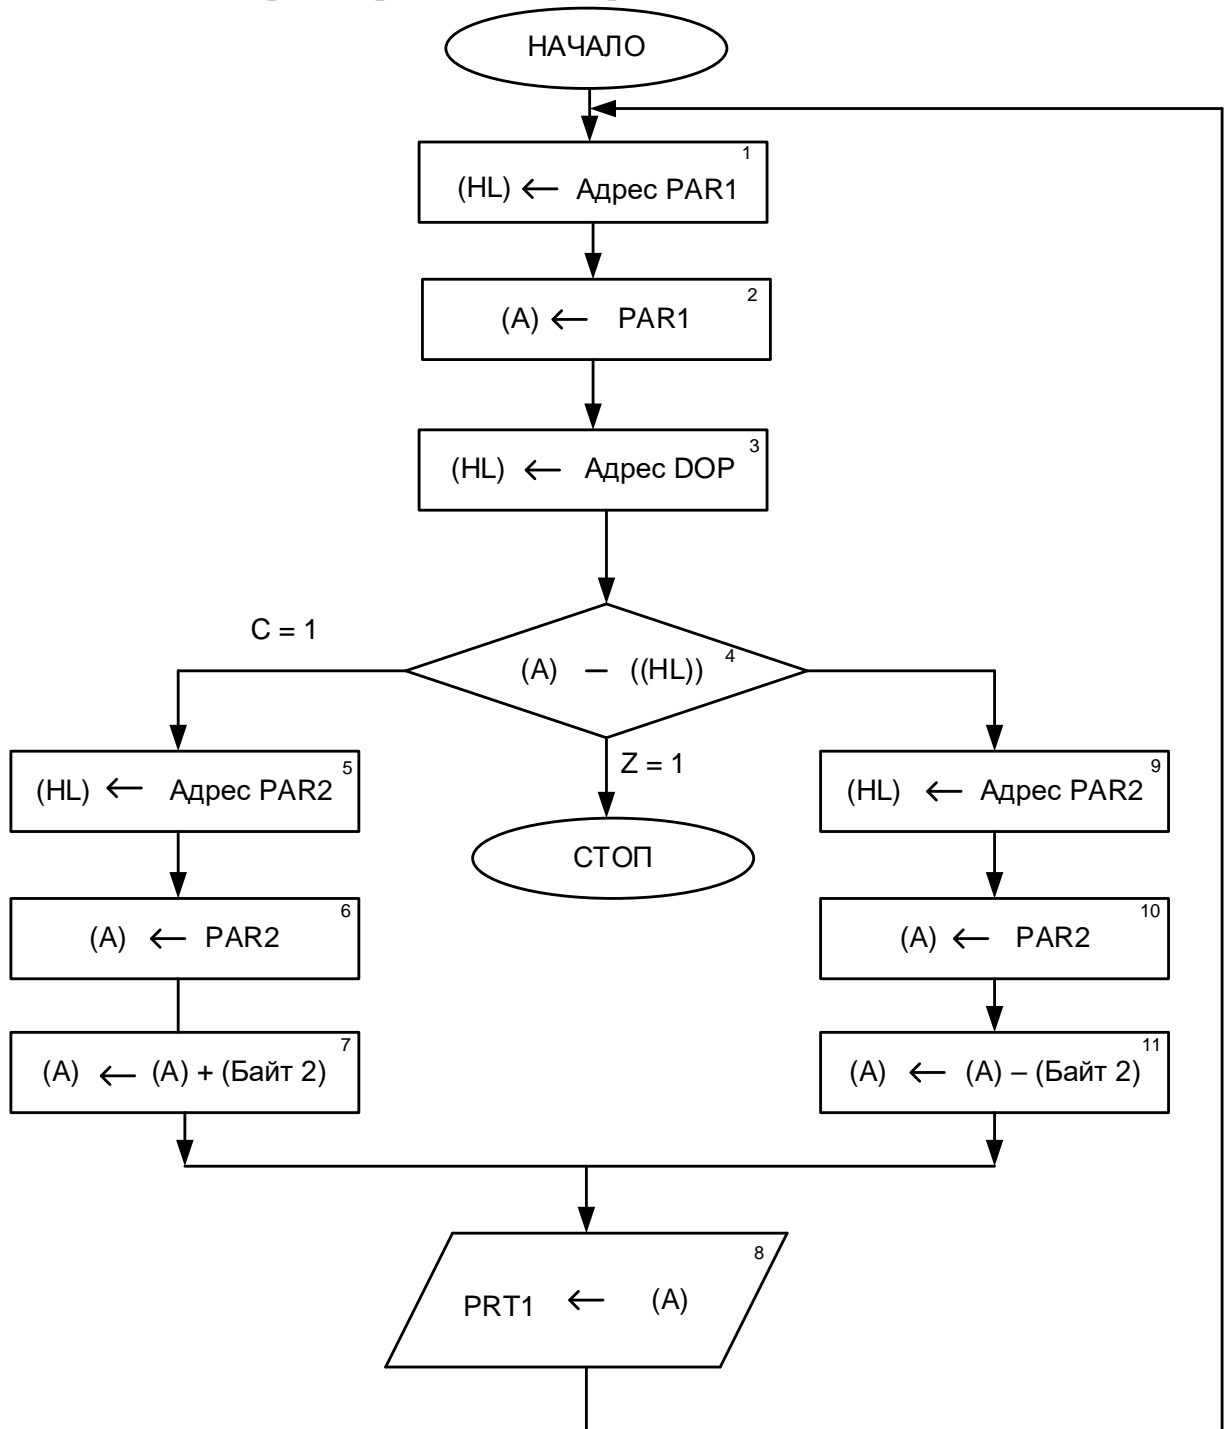 НАЧАЛО
1
(HL) ← Адрес PAR1
2
(A) ← PAR1
3
(HL) ← Адрес DOP
C = 1
4
(A) – ((HL))
Z = 1
5
(HL) ← Адрес PAR2
9
(HL) ← Адрес PAR2
СТОП
6
(A) ← PAR2
10
(A) ← PAR2
7
(A) ← (A) + (Байт 2)
11
(A) ← (A) – (Байт 2)
8
PRT1 ← (A)